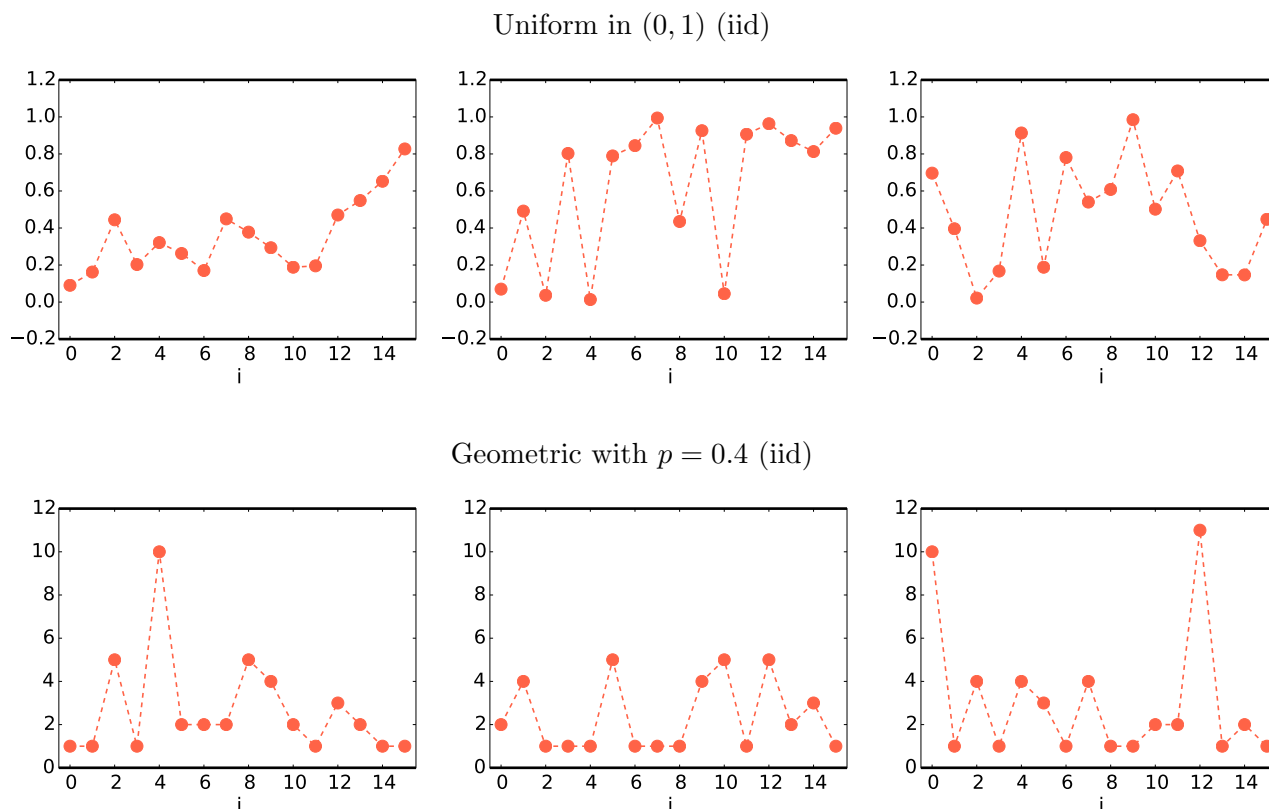 Uniform in (0, 1) (iid)
1.2 1.2 1.2
1.0 1.0 1.0
0.8 0.8 0.8
0.6 0.6 0.6
0.4 0.4 0.4
0.2 0.2 0.2
0.0 0.0 0.0
−0.2 −0.2 −0.2
0 2 4 6 8 10 12 14 0 2 4 6 8 10 12 14 0 2 4 6 8 10 12 14
i i i
Geometric with p = 0.4 (iid)
12 12 12
10 10 10
8 8 8
6 6 6
4 4 4
2 2 2
0 0 0
0 2 4 6 8 10 12 14 0 2 4 6 8 10 12 14 0 2 4 6 8 10 12 14
i i i